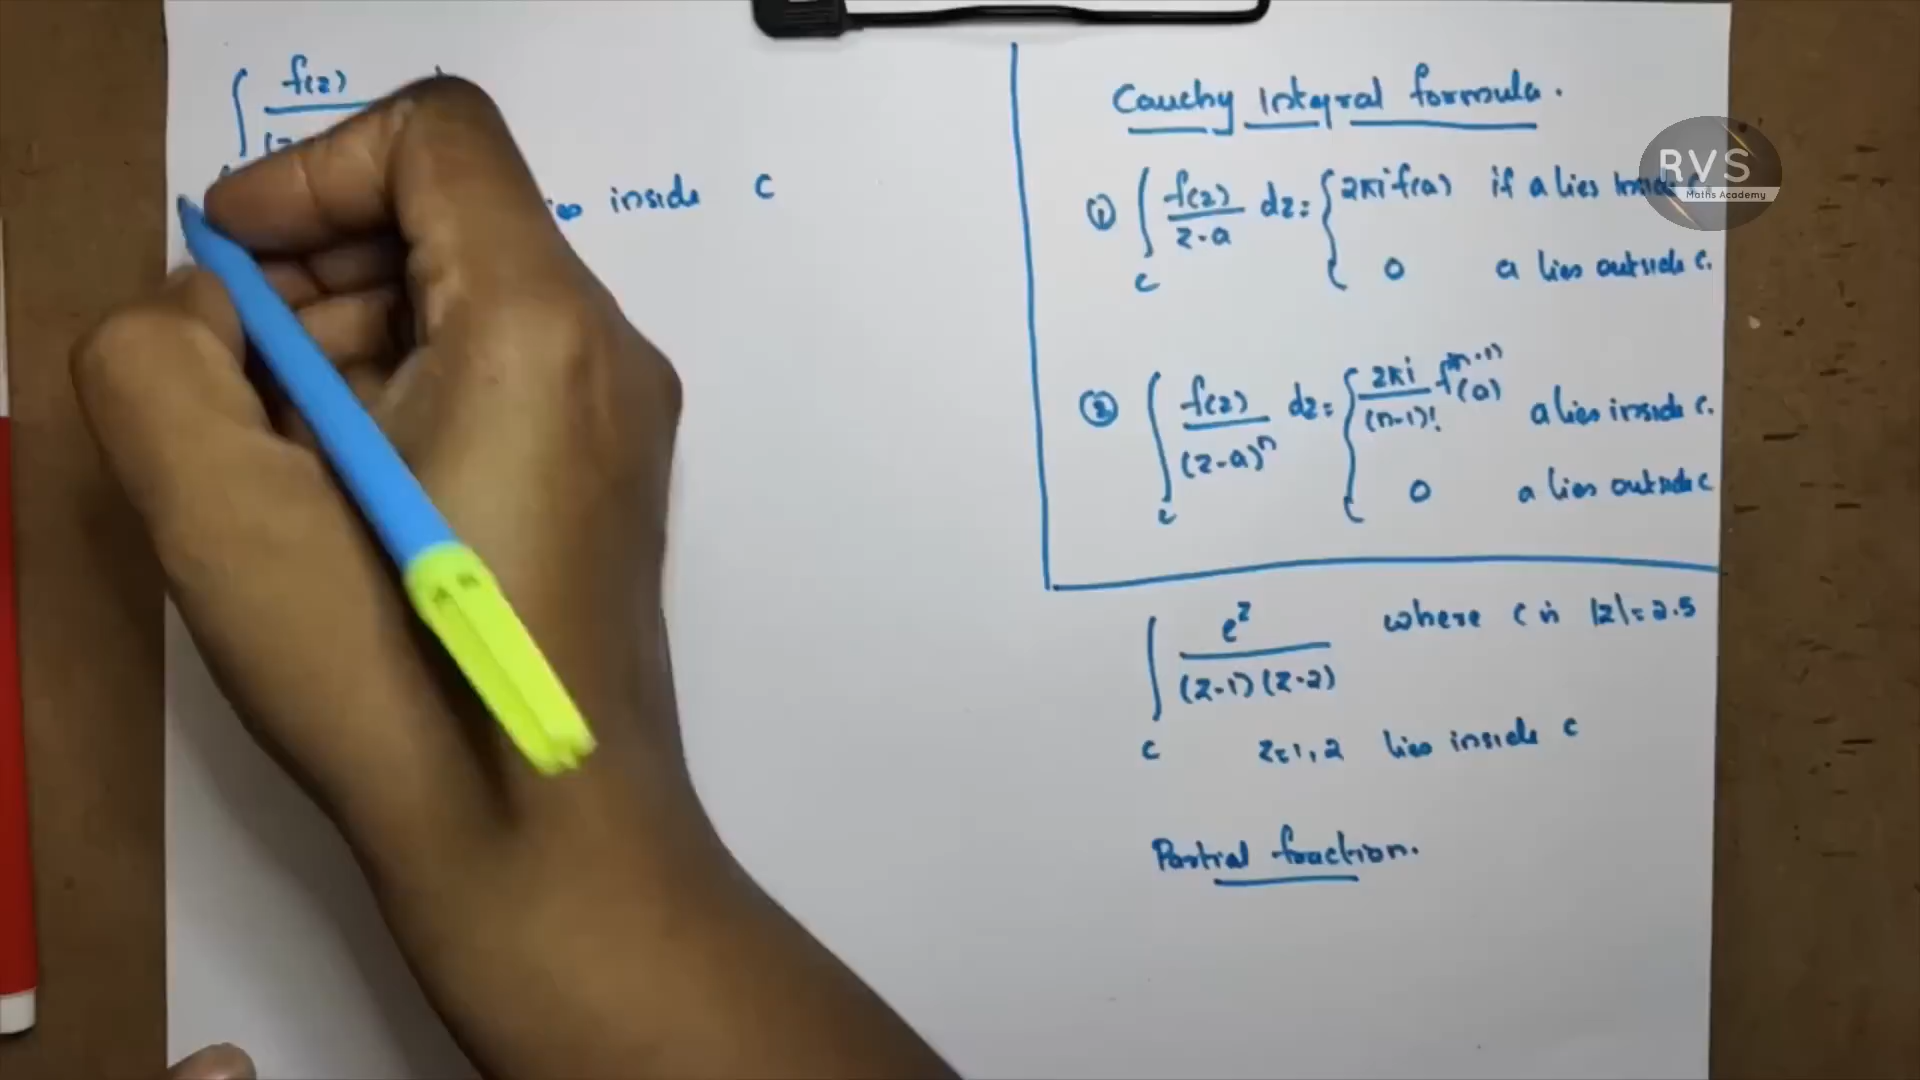 f(z)
inside c
Cauchy Integral formula.
RVS
Maths Academy
① ∫ f(z)/z-a dz = { 2πi f(a) if a lies inside c.
c
0 a lies outside c.
② ∫ f(z)/(z-a)ⁿ dz = { 2πi/(n-1)! f⁽ⁿ⁻¹⁾(a) a lies inside c.
c
0 a lies outside c
∫ e^z/(z-1)(z-2) where c is |z|=2.5
c z=1,2 lies inside c
Partial fraction.